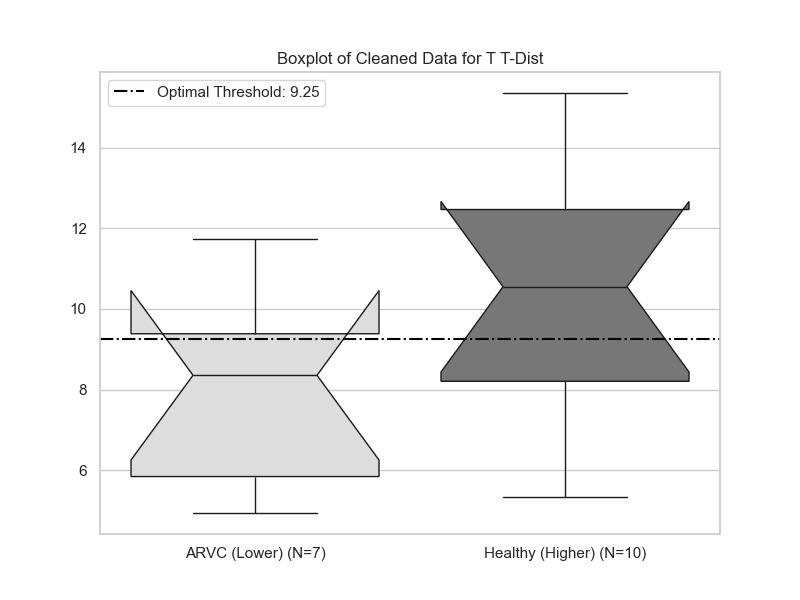 Boxplot of Cleaned Data for T T-Dist
Optimal Threshold: 9.25
14
12
10
8
6
ARVC (Lower) (N=7)
Healthy (Higher) (N=10)